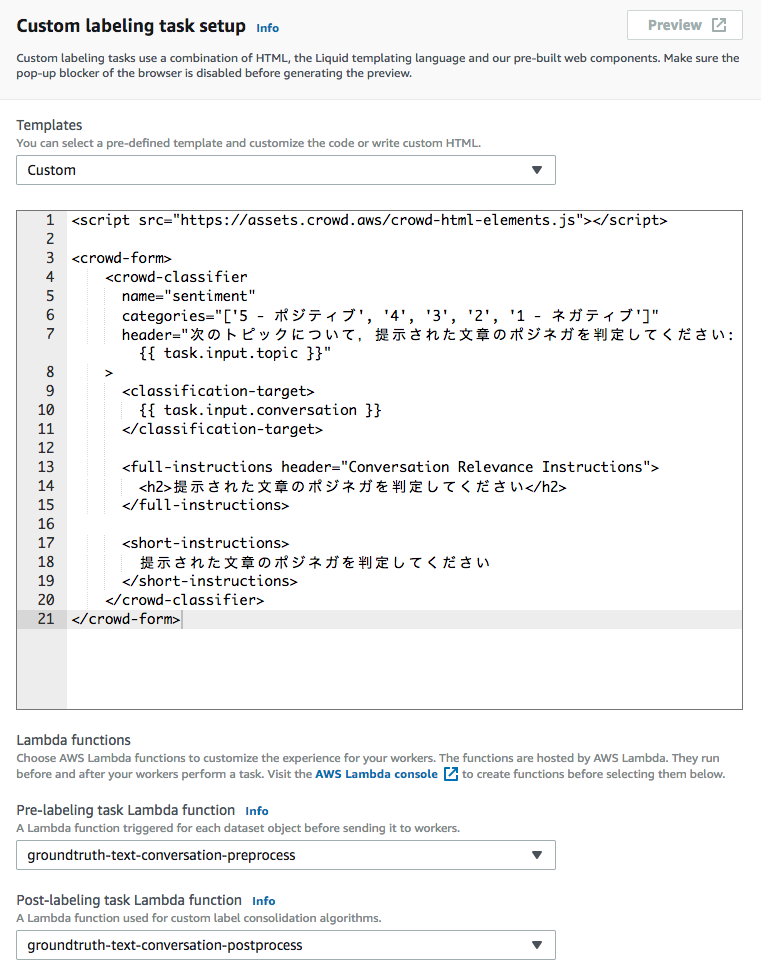 Custom labeling task setup Info
Preview
Custom labeling tasks use a combination of HTML, the Liquid templating language and our pre-built web components. Make sure the
pop-up blocker of the browser is disabled before generating the preview.
Templates
You can select a pre-defined template and customize the code or write custom HTML.
Custom
1 <script src="https://assets.crowd.aws/crowd-html-elements.js"></script>
2
3 <crowd-form>
4 <crowd-classifier
5 name="sentiment"
6 categories="['5 - ポジティブ', '4', '3', '2', '1 - ネガティブ']"
7 header="次のトピックについて，提示された文章のポジネガを判定してください:
{{ task.input.topic }}"
8 >
9 <classification-target>
10 {{ task.input.conversation }}
11 </classification-target>
12
13 <full-instructions header="Conversation Relevance Instructions">
14 <h2>提示された文章のポジネガを判定してください</h2>
15 </full-instructions>
16
17 <short-instructions>
18 提示された文章のポジネガを判定してください
19 </short-instructions>
20 </crowd-classifier>
21 </crowd-form>
Lambda functions
Choose AWS Lambda functions to customize the experience for your workers. The functions are hosted by AWS Lambda. They run
before and after your workers perform a task. Visit the AWS Lambda console to create functions before selecting them below.
Pre-labeling task Lambda function Info
A Lambda function triggered for each dataset object before sending it to workers.
groundtruth-text-conversation-preprocess
Post-labeling task Lambda function Info
A Lambda function used for custom label consolidation algorithms.
groundtruth-text-conversation-postprocess